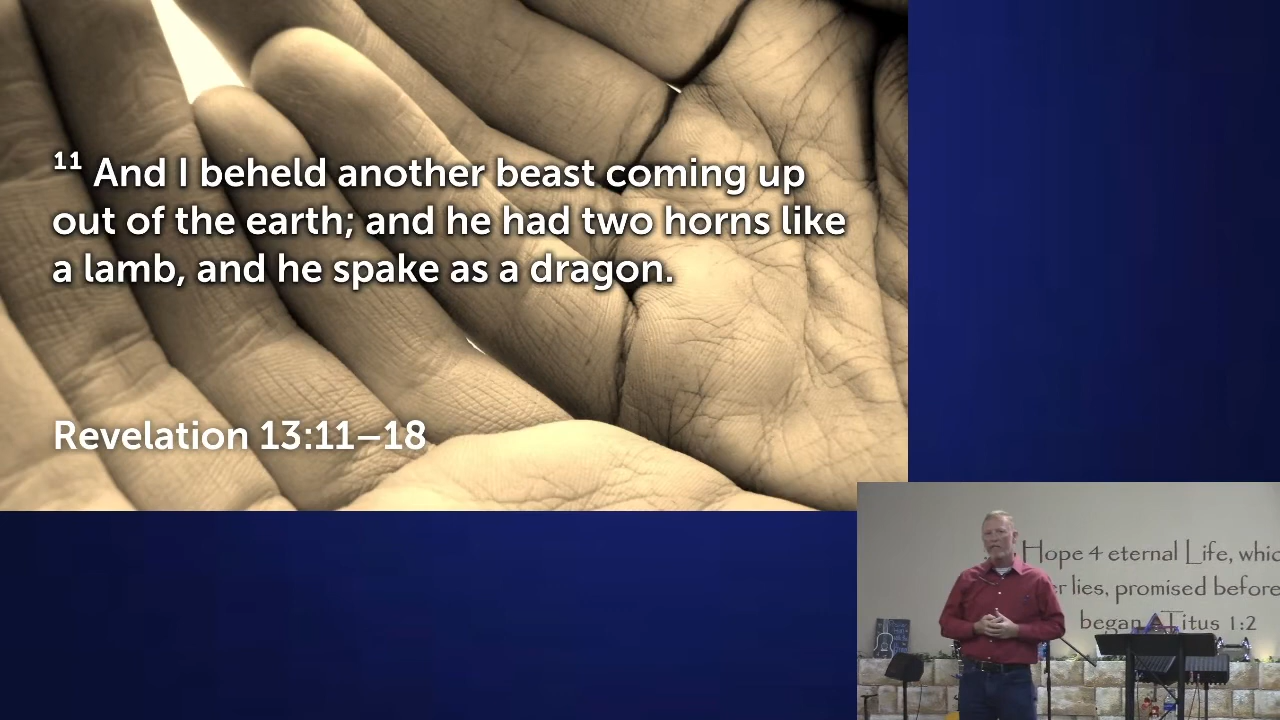 ¹¹ And I beheld another beast coming up
out of the earth; and he had two horns like
a lamb, and he spake as a dragon.
Revelation 13:11–18
Hope 4 eternal Life, whic
er lies, promised before
began Titus 1:2